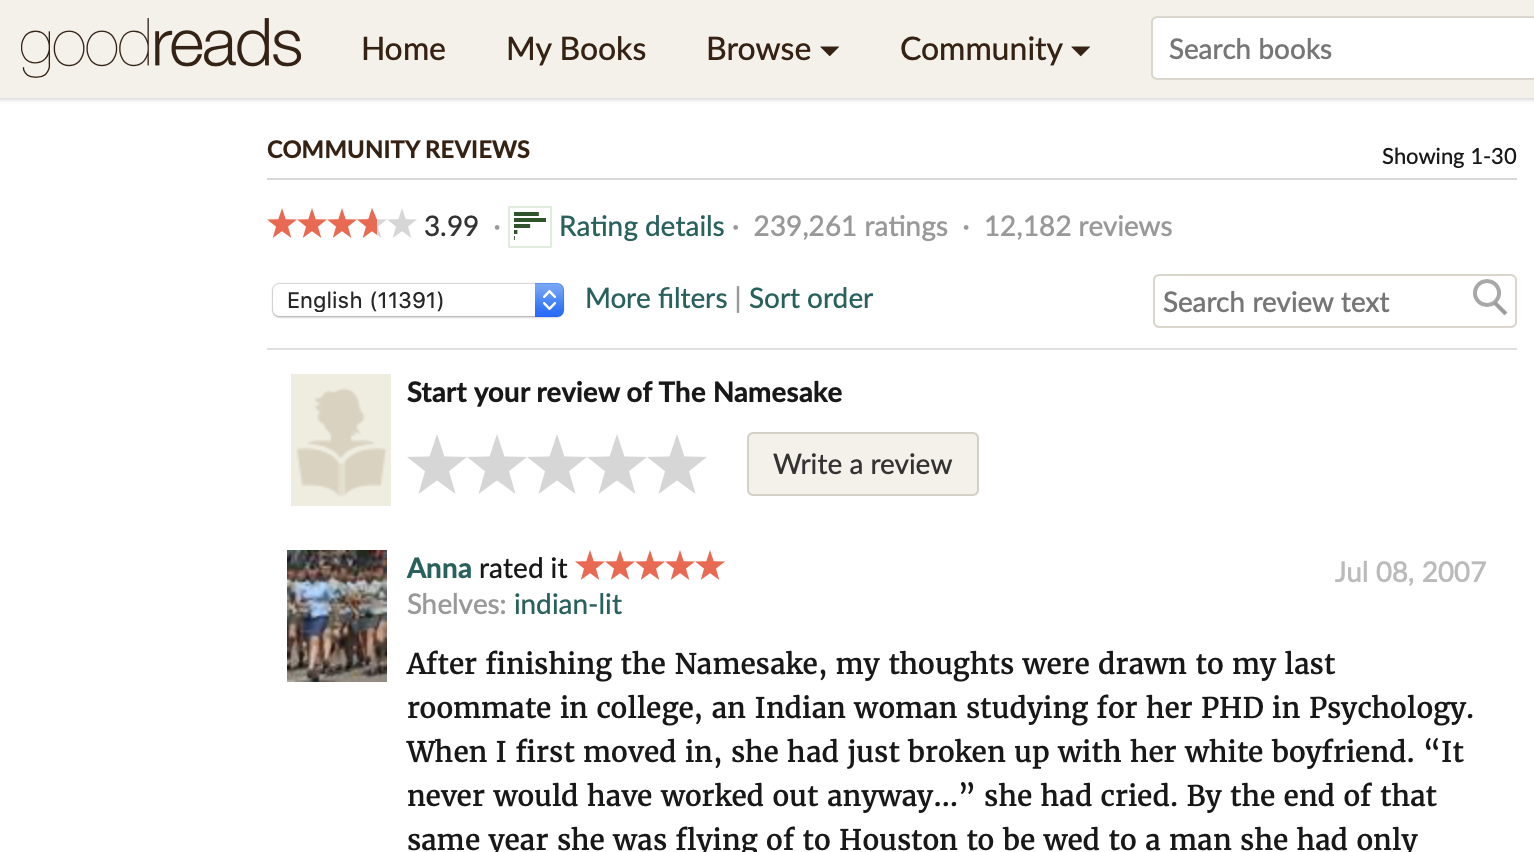 goodreads Home My Books Browse Community Search books
COMMUNITY REVIEWS Showing 1-30
3.99 · Rating details · 239,261 ratings · 12,182 reviews
English (11391) More filters | Sort order Search review text
Start your review of The Namesake
Write a review
Anna rated it Jul 08, 2007
Shelves: indian-lit
After finishing the Namesake, my thoughts were drawn to my last
roommate in college, an Indian woman studying for her PHD in Psychology.
When I first moved in, she had just broken up with her white boyfriend. “It
never would have worked out anyway...” she had cried. By the end of that
same year she was flying of to Houston to be wed to a man she had only